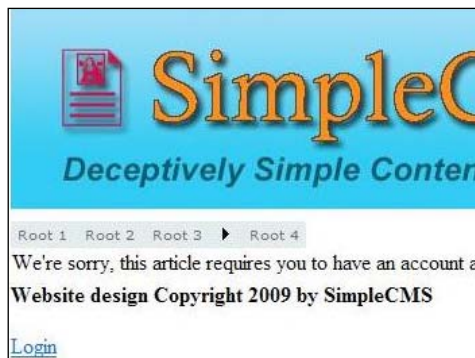 SimpleC
Deceptively Simple Conten
Root 1 Root 2 Root 3 Root 4
We're sorry, this article requires you to have an account a
Website design Copyright 2009 by SimpleCMS
Login